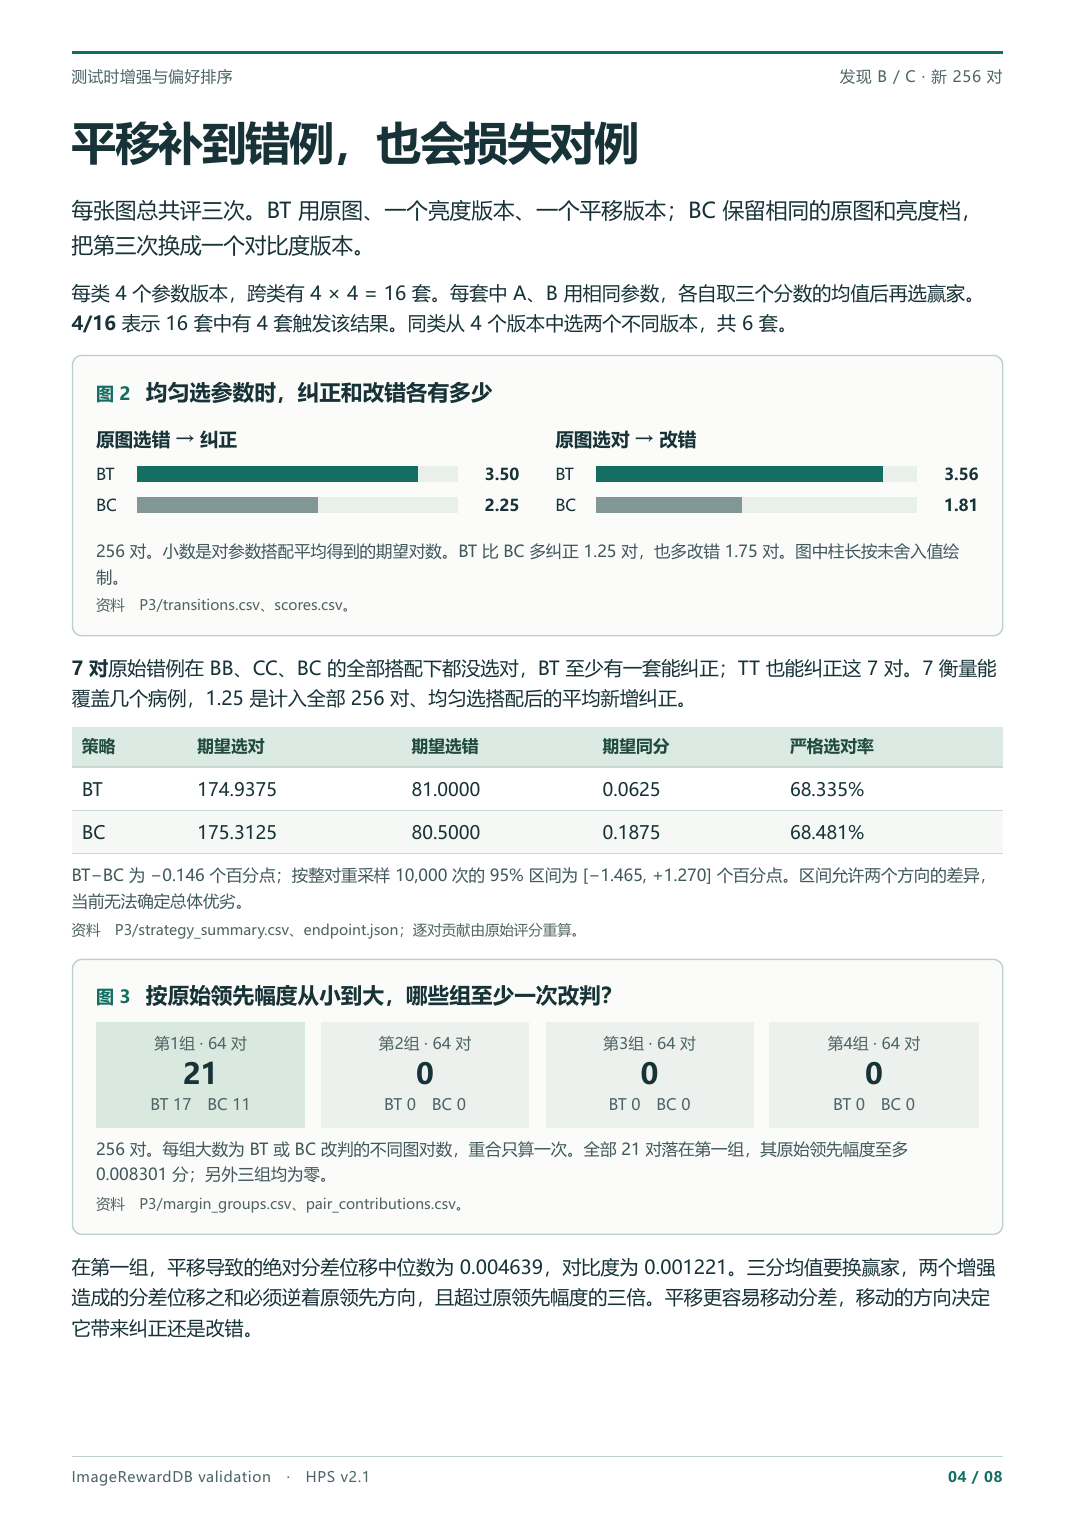 测试时增强与偏好排序
发现 B / C · 新 256 对
平移补到错例，也会损失对例
每张图总共评三次。BT 用原图、一个亮度版本、一个平移版本；BC 保留相同的原图和亮度档，
把第三次换成一个对比度版本。
每类 4 个参数版本，跨类有 4 × 4 = 16 套。每套中 A、B 用相同参数，各自取三个分数的均值后再选赢家。
4/16 表示 16 套中有 4 套触发该结果。同类从 4 个版本中选两个不同版本，共 6 套。
图 2 均匀选参数时，纠正和改错各有多少
原图选错 → 纠正
BT 3.50
BC 2.25
原图选对 → 改错
BT 3.56
BC 1.81
256 对。小数是对参数搭配平均得到的期望对数。BT 比 BC 多纠正 1.25 对，也多改错 1.75 对。图中柱长按未舍入值绘
制。
资料 P3/transitions.csv、scores.csv。
7 对原始错例在 BB、CC、BC 的全部搭配下都没选对，BT 至少有一套能纠正；TT 也能纠正这 7 对。7 衡量能
覆盖几个病例，1.25 是计入全部 256 对、均匀选搭配后的平均新增纠正。
策略 期望选对 期望选错 期望同分 严格选对率
BT 174.9375 81.0000 0.0625 68.335%
BC 175.3125 80.5000 0.1875 68.481%
BT−BC 为 −0.146 个百分点；按整对重采样 10,000 次的 95% 区间为 [−1.465, +1.270] 个百分点。区间允许两个方向的差异，
当前无法确定总体优劣。
资料 P3/strategy_summary.csv、endpoint.json；逐对贡献由原始评分重算。
图 3 按原始领先幅度从小到大，哪些组至少一次改判？
第1组 · 64 对
21
BT 17 BC 11
第2组 · 64 对
0
BT 0 BC 0
第3组 · 64 对
0
BT 0 BC 0
第4组 · 64 对
0
BT 0 BC 0
256 对。每组大数为 BT 或 BC 改判的不同图对数，重合只算一次。全部 21 对落在第一组，其原始领先幅度至多
0.008301 分；另外三组均为零。
资料 P3/margin_groups.csv、pair_contributions.csv。
在第一组，平移导致的绝对分差位移中位数为 0.004639，对比度为 0.001221。三分均值要换赢家，两个增强
造成的分差位移之和必须逆着原领先方向，且超过原领先幅度的三倍。平移更容易移动分差，移动的方向决定
它带来纠正还是改错。
ImageRewardDB validation · HPS v2.1
04 / 08